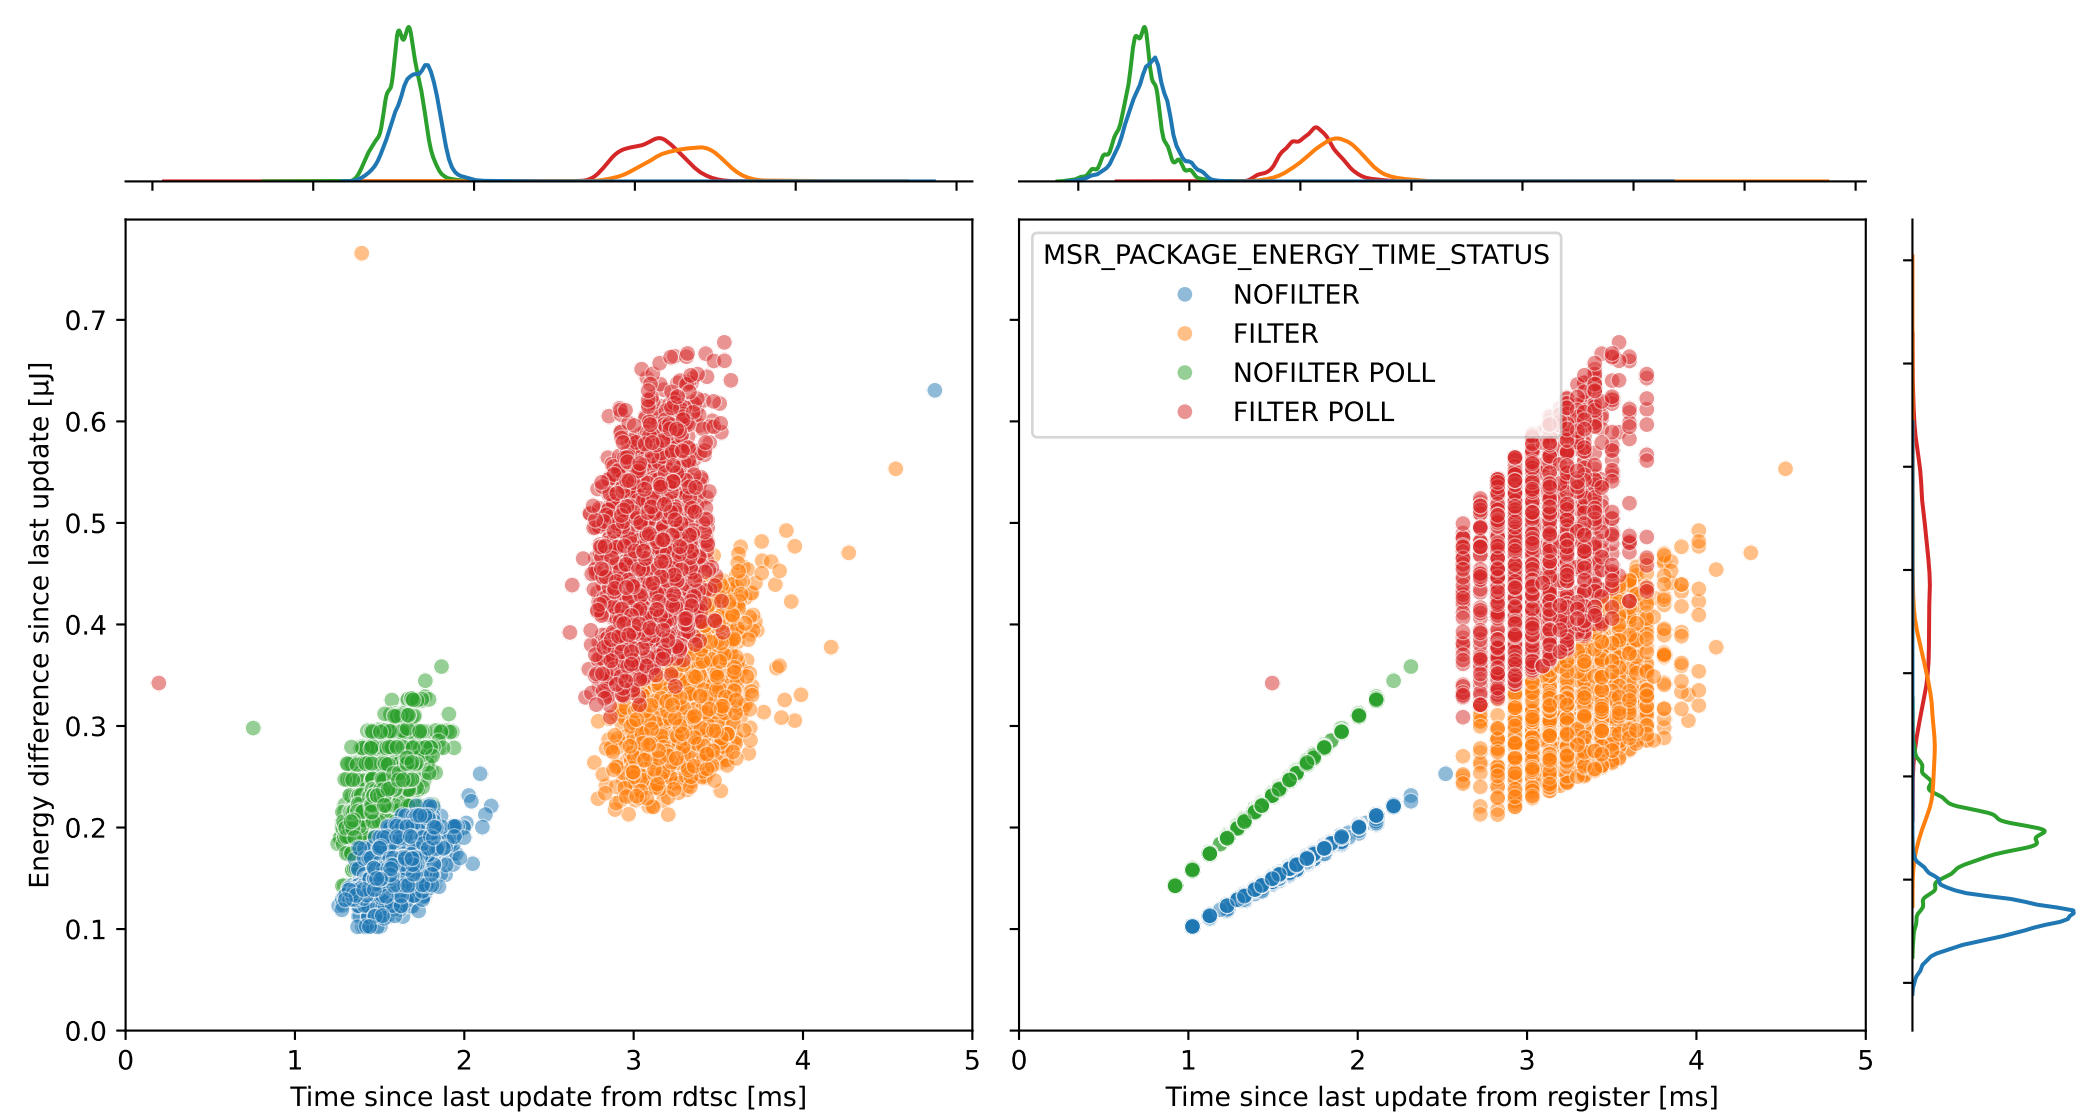 MSR_PACKAGE_ENERGY_TIME_STATUS
NOFILTER
FILTER
NOFILTER POLL
FILTER POLL
Energy difference since last update [µJ]
0.7
0.6
0.5
0.4
0.3
0.2
0.1
0.0
0 1 2 3 4 5
0 1 2 3 4 5
Time since last update from rdtsc [ms]
Time since last update from register [ms]